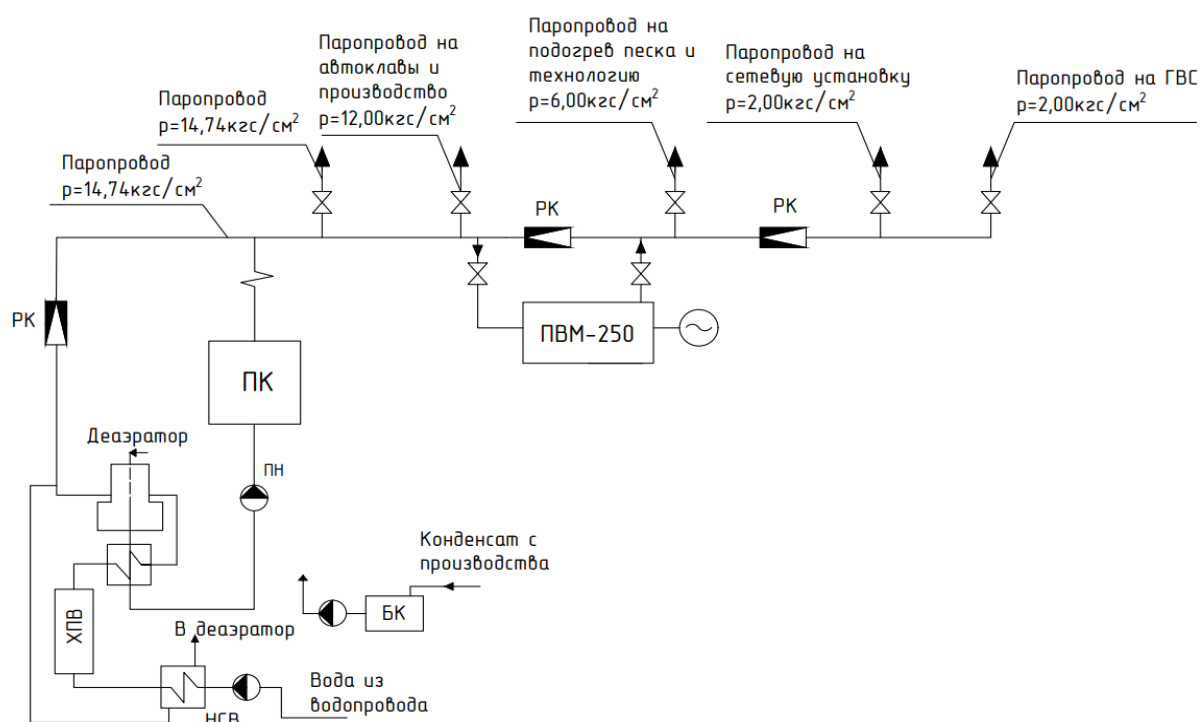 Паропровод на
автоклавы и
производство
p=12,00кгс/см²
Паропровод на
подогрев песка и
технологию
p=6,00кгс/см²
Паропровод на
сетевую установку
p=2,00кгс/см²
Паропровод на ГВС
p=2,00кгс/см²
Паропровод
p=14,74кгс/см²
Паропровод
p=14,74кгс/см²
РК
РК
РК
ПВМ-250
ПК
Деаэратор
ПН
Конденсат с
производства
БК
ХПВ
В деаэратор
Вода из
водопровода
НСВ